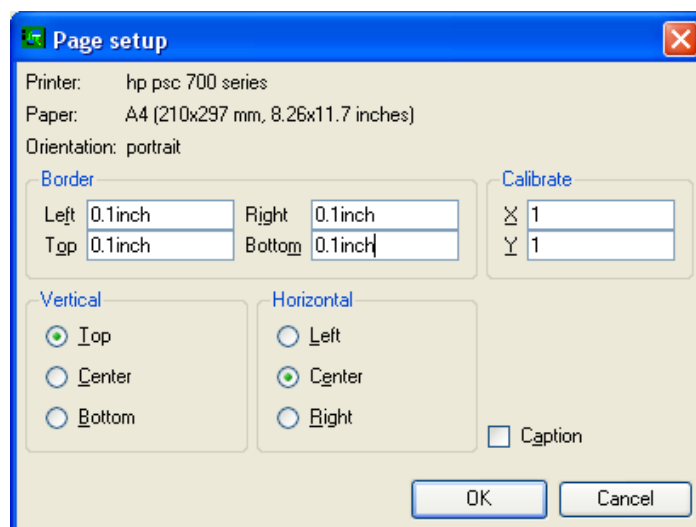 Page setup
Printer: hp psc 700 series
Paper: A4 (210x297 mm, 8.26x11.7 inches)
Orientation: portrait
Border
Left 0.1inch Right 0.1inch
Top 0.1inch Bottom 0.1inch
Calibrate
X 1
Y 1
Vertical
Top
Center
Bottom
Horizontal
Left
Center
Right
Caption
OK Cancel